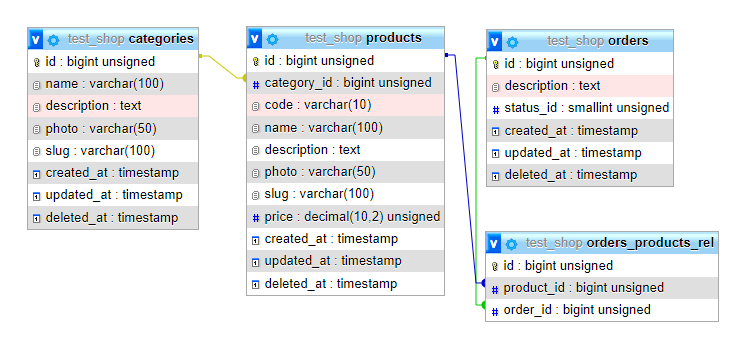 v test_shop categories
id : bigint unsigned
name : varchar(100)
description : text
photo : varchar(50)
slug : varchar(100)
created_at : timestamp
updated_at : timestamp
deleted_at : timestamp
v test_shop products
id : bigint unsigned
# category_id : bigint unsigned
code : varchar(10)
name : varchar(100)
description : text
photo : varchar(50)
slug : varchar(100)
# price : decimal(10,2) unsigned
created_at : timestamp
updated_at : timestamp
deleted_at : timestamp
v test_shop orders
id : bigint unsigned
description : text
# status_id : smallint unsigned
created_at : timestamp
updated_at : timestamp
deleted_at : timestamp
v test_shop orders_products_rel
id : bigint unsigned
# product_id : bigint unsigned
# order_id : bigint unsigned